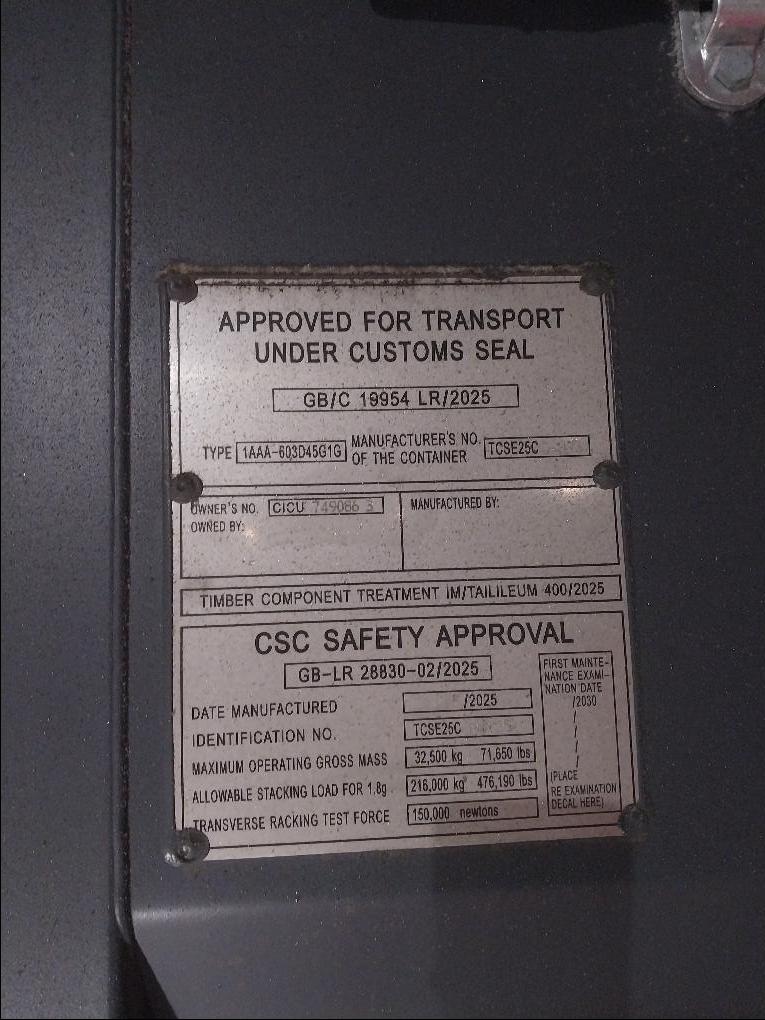 APPROVED FOR TRANSPORT
UNDER CUSTOMS SEAL
GB/C 19954 LR/2025
TYPE 1AAA-603D45G1G MANUFACTURER'S NO. OF THE CONTAINER TCSE25C
OWNER'S NO. CICU 749086 3
OWNED BY:
MANUFACTURED BY:
TIMBER COMPONENT TREATMENT IM/TAILILEUM 400/2025
CSC SAFETY APPROVAL
GB-LR 28830-02/2025
DATE MANUFACTURED /2025
IDENTIFICATION NO. TCSE25C
MAXIMUM OPERATING GROSS MASS 32,500 kg 71,650 lbs
ALLOWABLE STACKING LOAD FOR 1.8g 216,000 kg 476,190 lbs
TRANSVERSE RACKING TEST FORCE 150,000 newtons
FIRST MAINTE-
NANCE EXAMI-
NATION DATE
/2030
/
/
/
/
(PLACE
RE EXAMINATION
DECAL HERE)